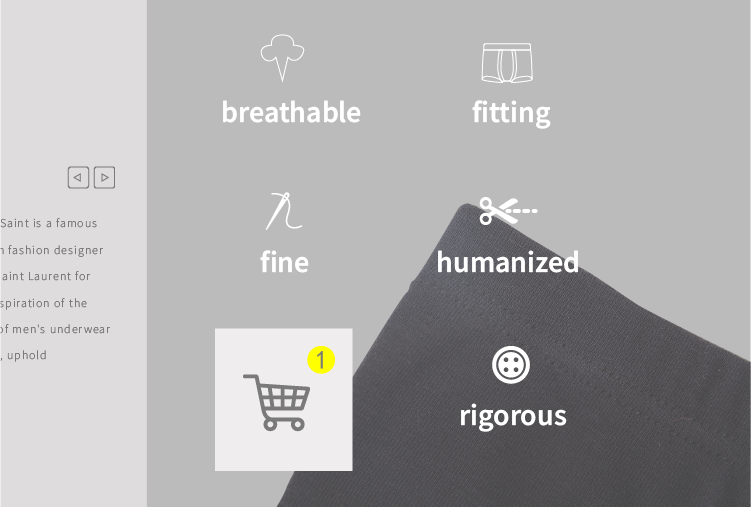 Saint is a famous
fashion designer
aint Laurent for
spiration of the
of men's underwear
, uphold
breathable
fitting
fine
humanized
1
rigorous